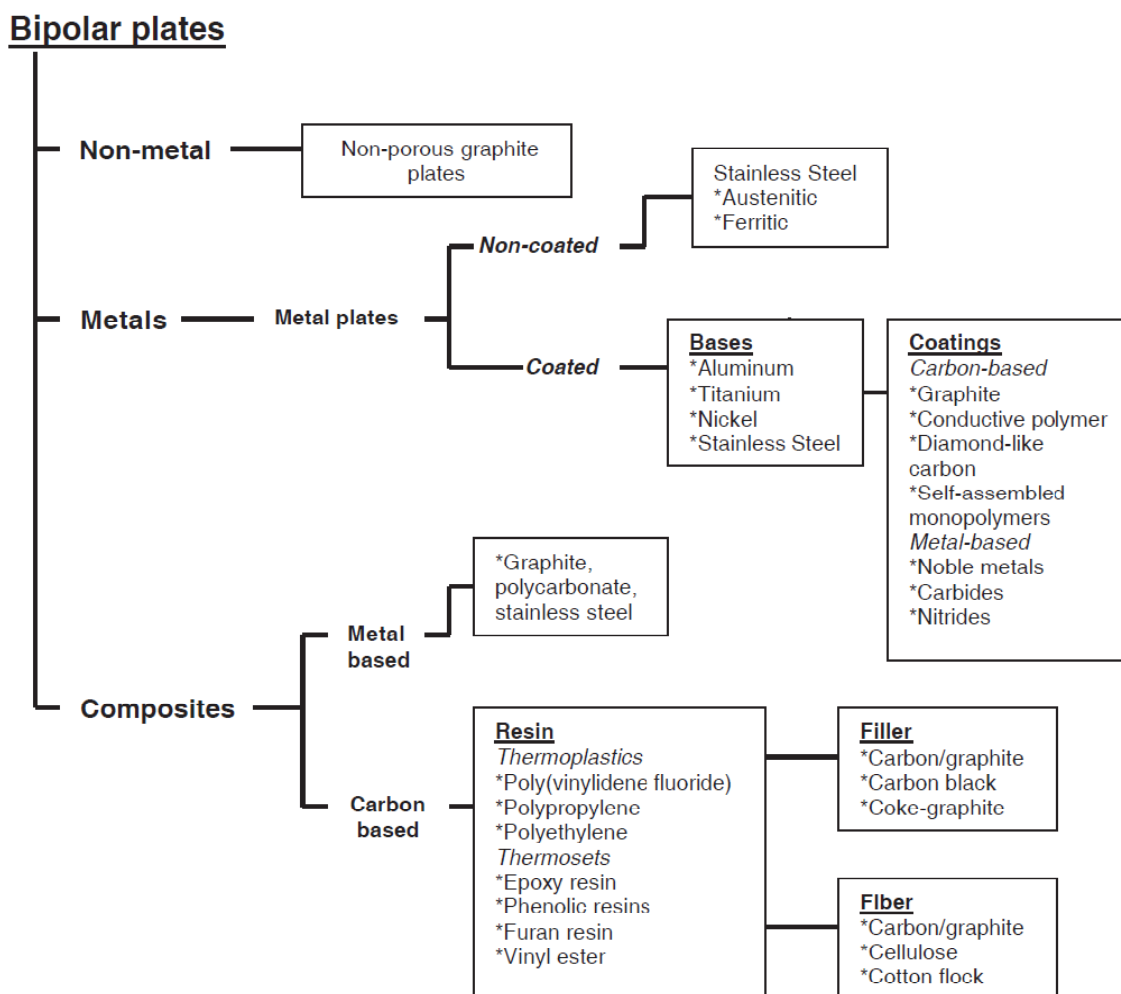 Bipolar plates
Non-metal
Non-porous graphite
plates
Stainless Steel
*Austenitic
*Ferritic
Non-coated
Metals
Metal plates
Coated
Bases
*Aluminum
*Titanium
*Nickel
*Stainless Steel
Coatings
Carbon-based
*Graphite
*Conductive polymer
*Diamond-like
carbon
*Self-assembled
monopolymers
Metal-based
*Noble metals
*Carbides
*Nitrides
*Graphite,
polycarbonate,
stainless steel
Metal
based
Composites
Carbon
based
Resin
Thermoplastics
*Poly(vinylidene fluoride)
*Polypropylene
*Polyethylene
Thermosets
*Epoxy resin
*Phenolic resins
*Furan resin
*Vinyl ester
Filler
*Carbon/graphite
*Carbon black
*Coke-graphite
FIber
*Carbon/graphite
*Cellulose
*Cotton flock